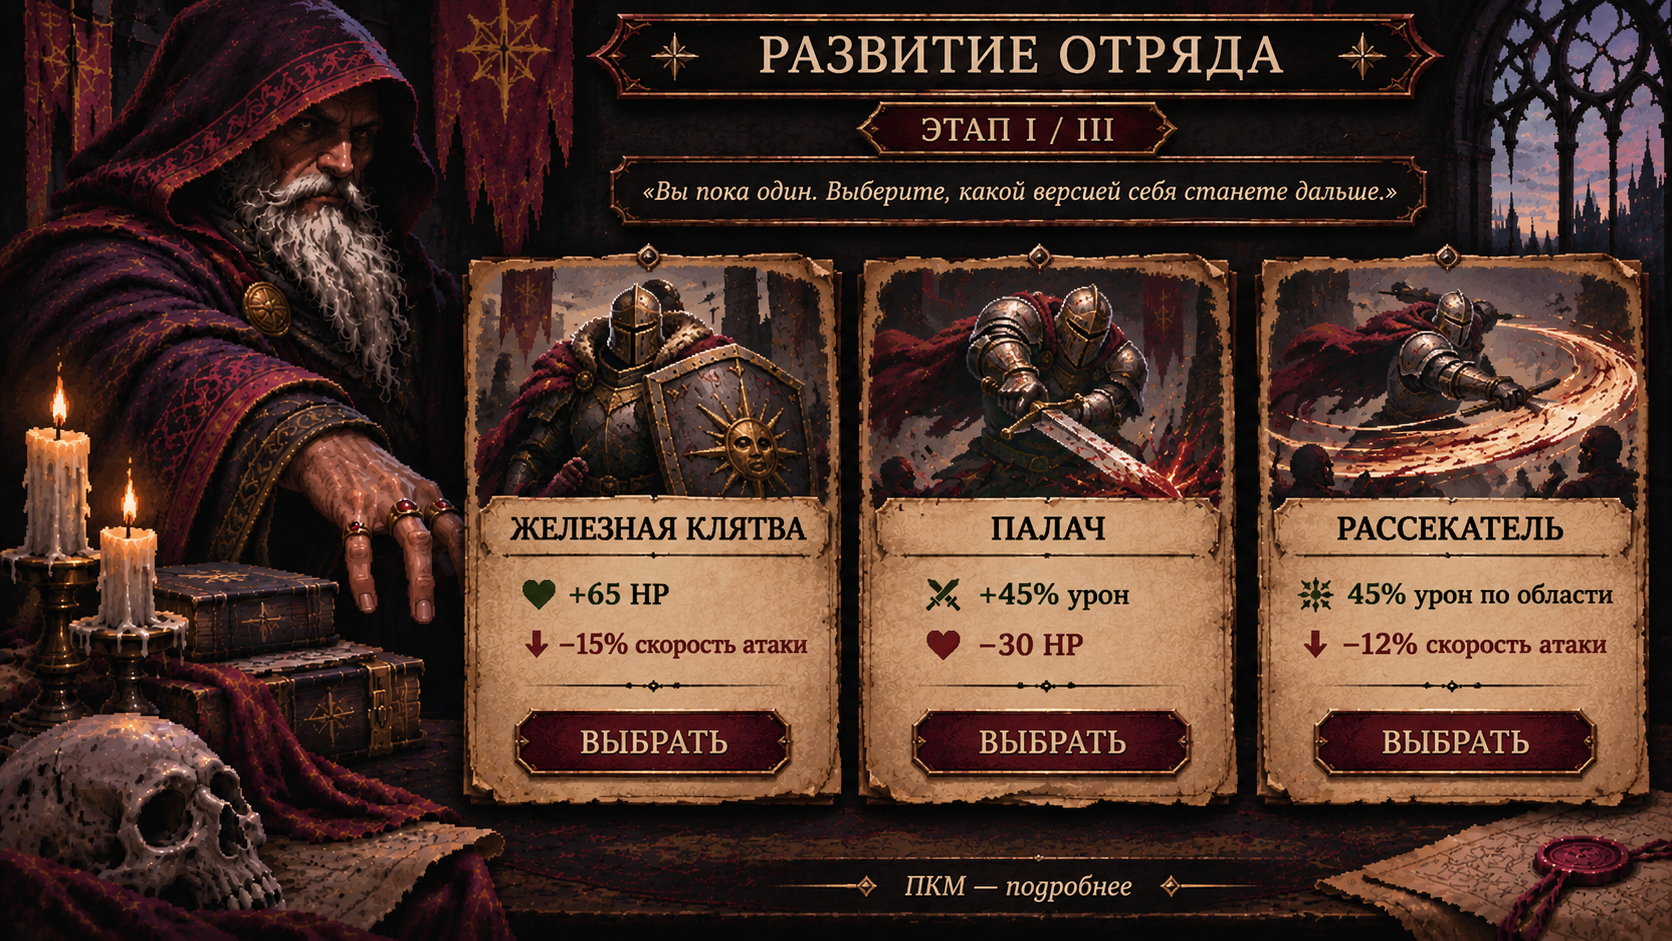 РАЗВИТИЕ ОТРЯДА
ЭТАП I / III
«Вы пока один. Выберите, какой версией себя станете дальше.»
ЖЕЛЕЗНАЯ КЛЯТВА
+65 HP
−15% скорость атаки
ВЫБРАТЬ
ПАЛАЧ
+45% урон
−30 HP
ВЫБРАТЬ
РАССЕКАТЕЛЬ
45% урон по области
−12% скорость атаки
ВЫБРАТЬ
ПКМ — подробнее